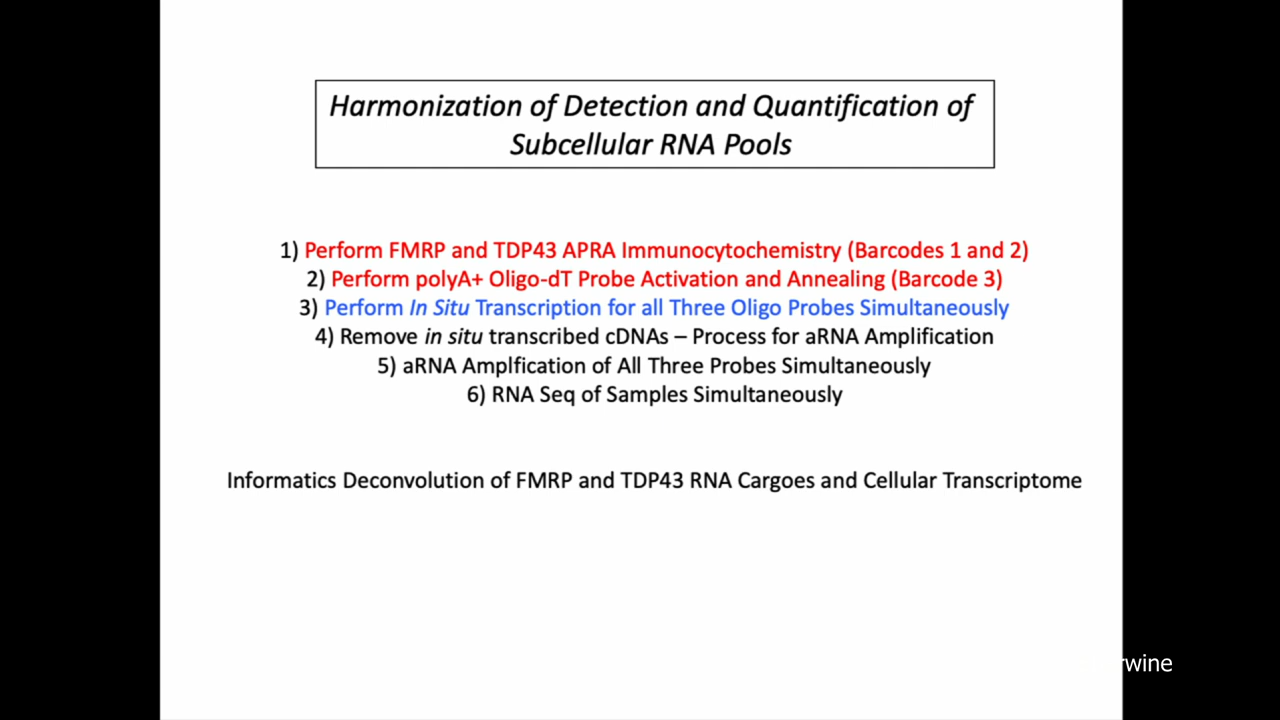 Harmonization of Detection and Quantification of
Subcellular RNA Pools
1) Perform FMRP and TDP43 APRA Immunocytochemistry (Barcodes 1 and 2)
2) Perform polyA+ Oligo-dT Probe Activation and Annealing (Barcode 3)
3) Perform In Situ Transcription for all Three Oligo Probes Simultaneously
4) Remove in situ transcribed cDNAs – Process for aRNA Amplification
5) aRNA Amplfication of All Three Probes Simultaneously
6) RNA Seq of Samples Simultaneously
Informatics Deconvolution of FMRP and TDP43 RNA Cargoes and Cellular Transcriptome